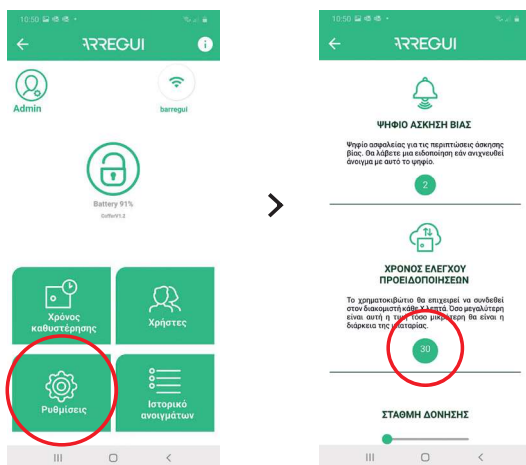 10:50
ARREGUI
Admin
barregui
Battery 91%
Χρόνος
καθυστέρησης
Χρήστες
Ρυθμίσεις
Ιστορικό
ανοιγμάτων
>
10:50
ARREGUI
ΨΗΦΙΟ ΑΣΚΗΣΗ ΒΙΑΣ
Ψηφίο ασφαλείας για τις περιπτώσεις άσκησης
βίας. Θα λάβετε μια ειδοποίηση εάν ανιχνευθεί
άνοιγμα με αυτό το ψηφίο.
2
ΧΡΟΝΟΣ ΕΛΕΓΧΟΥ
ΠΡΟΕΙΔΟΠΟΙΗΣΕΩΝ
Το χρηματοκιβώτιο θα επιχειρεί να συνδεθεί
στον διακομιστή κάθε Χ λεπτά. Όσο μεγαλύτερη
είναι αυτή η τιμή τόσο μικρότερη θα είναι η
διάρκεια της μπαταρίας.
30
ΣΤΑΘΜΗ ΔΟΝΗΣΗΣ